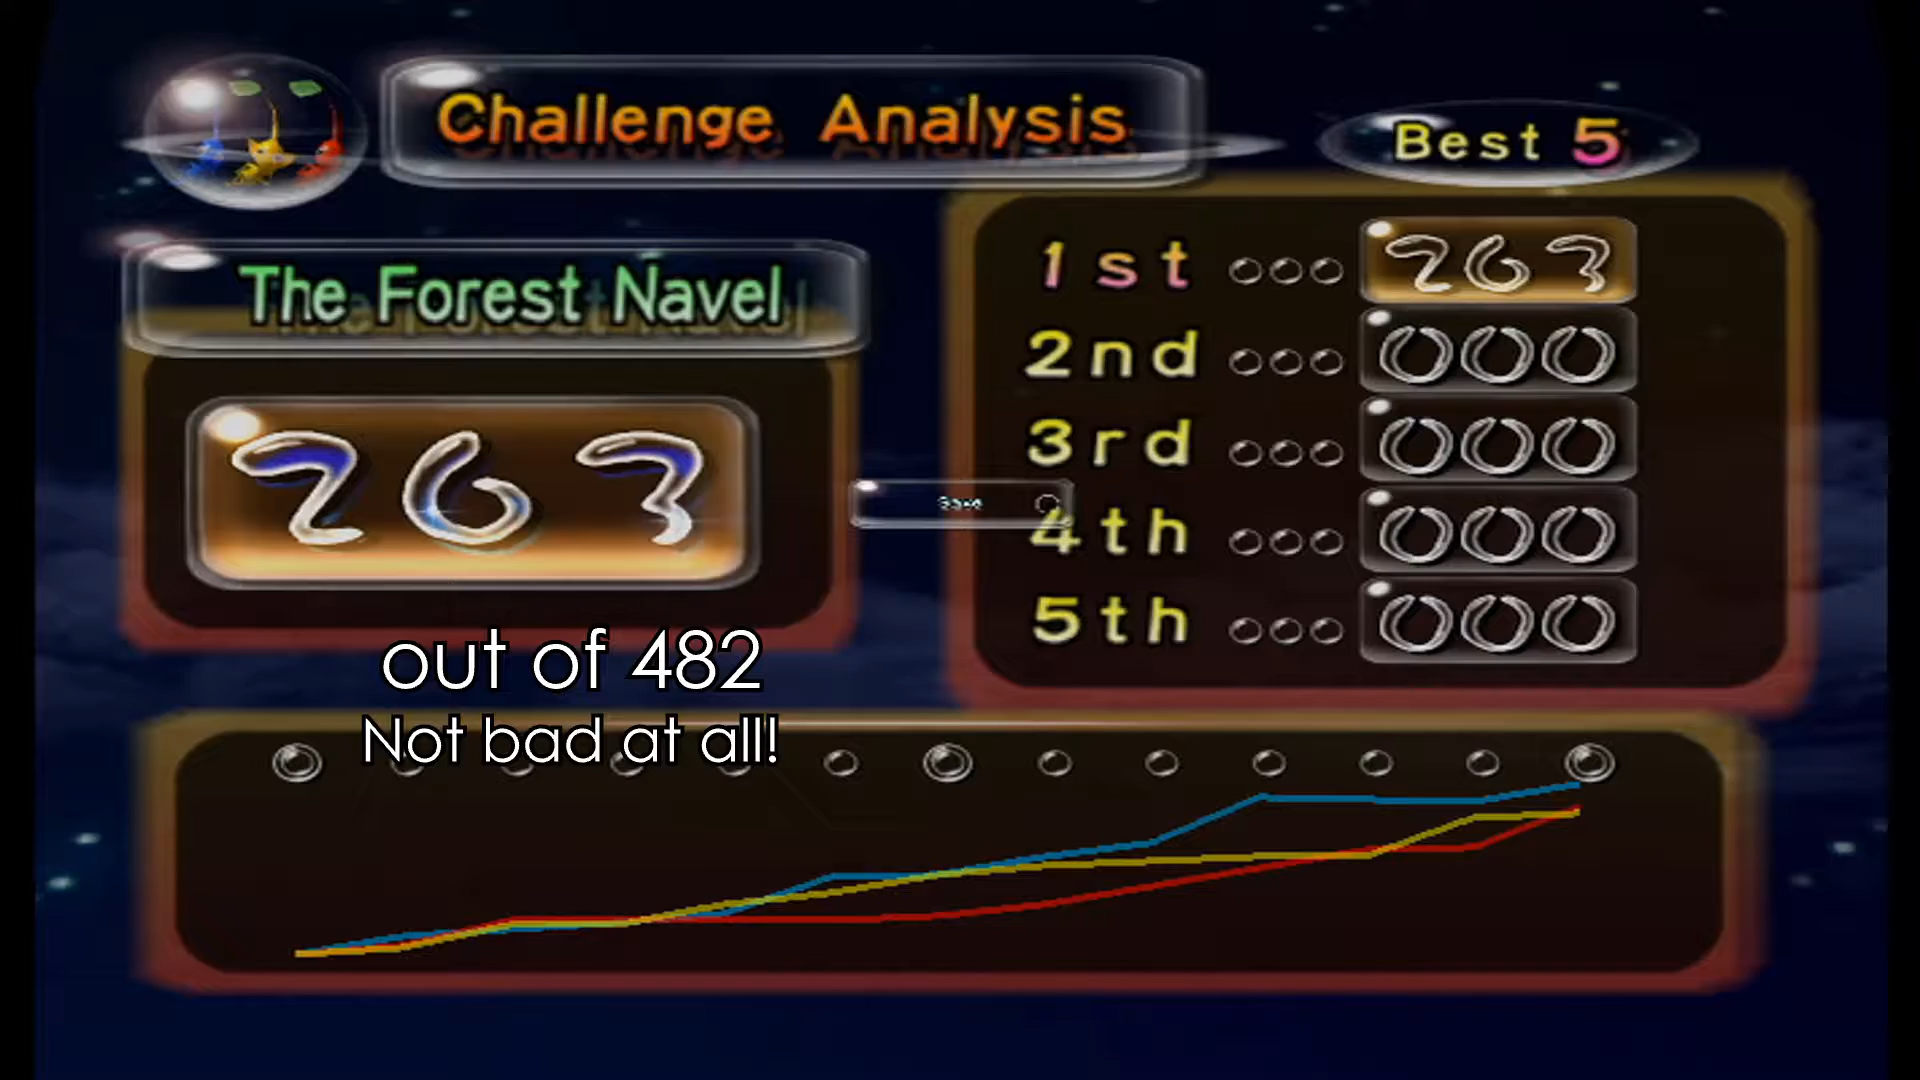 Challenge Analysis
Best 5
The Forest Navel
263
out of 482
Not bad at all!
1st 263
2nd 000
3rd 000
4th 000
5th 000
Save